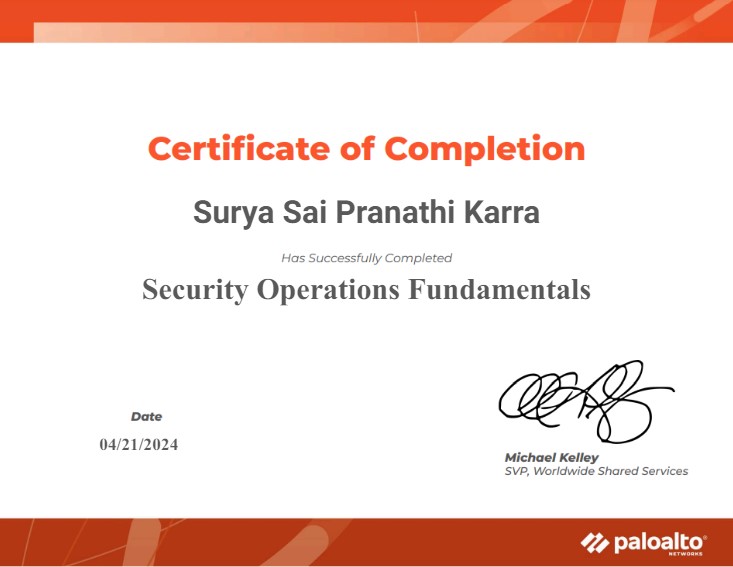 Certificate of Completion
Surya Sai Pranathi Karra
Has Successfully Completed
Security Operations Fundamentals
Date
04/21/2024
Michael Kelley
SVP, Worldwide Shared Services
paloalto®
NETWORKS